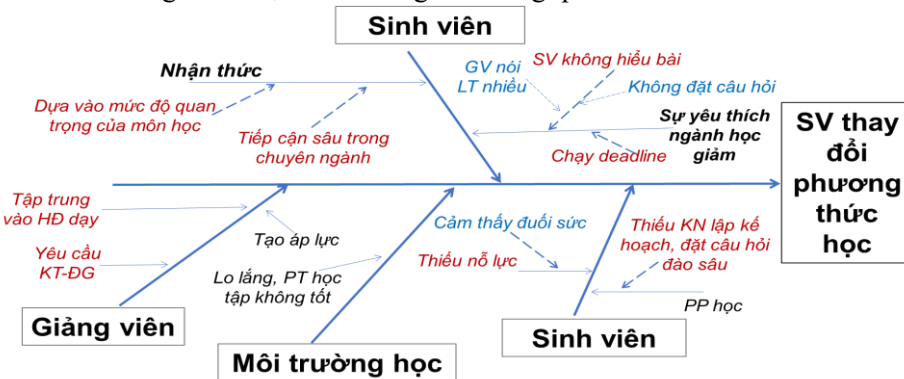 Sinh viên
Nhận thức
Dựa vào mức độ quan
trọng của môn học
Tiếp cận sâu trong
chuyên ngành
GV nói
LT nhiều
SV không hiểu bài
Không đặt câu hỏi
Sự yêu thích
ngành học
giảm
Chạy deadline
SV thay
đổi
phương
thức
học
Tập trung
vào HĐ dạy
Yêu cầu
KT-ĐG
Tạo áp lực
Giảng viên
Lo lắng, PT học
tập không tốt
Môi trường học
Cảm thấy đuối sức
Thiếu nỗ lực
Thiếu KN lập kế
hoạch, đặt câu hỏi
đào sâu
PP học
Sinh viên